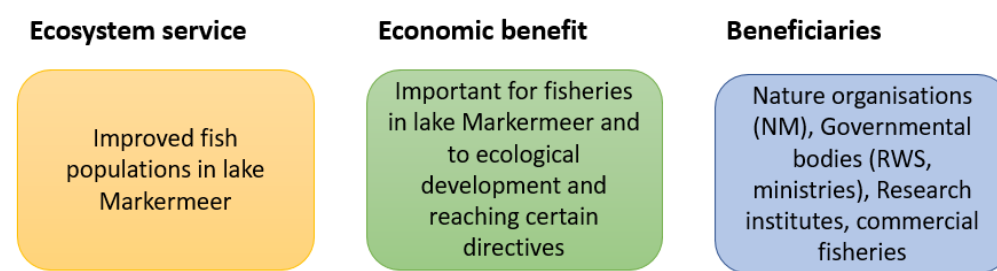 Ecosystem service
Economic benefit
Beneficiaries
Improved fish
populations in lake
Markermeer
Important for fisheries
in lake Markermeer and
to ecological
development and
reaching certain
directives
Nature organisations
(NM), Governmental
bodies (RWS,
ministries), Research
institutes, commercial
fisheries